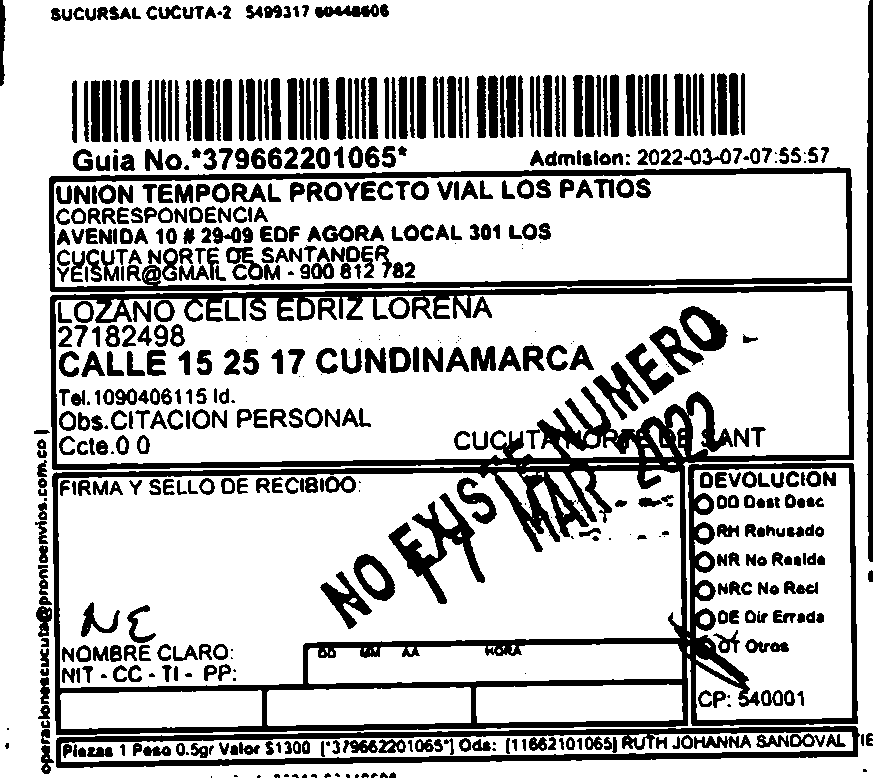 SUCURSAL CUCUTA-2 5499317 60448606
Guia No.*379662201065*
Admision: 2022-03-07-07:55:57
UNION TEMPORAL PROYECTO VIAL LOS PATIOS
CORRESPONDENCIA
AVENIDA 10 # 29-09 EDF AGORA LOCAL 301 LOS
CUCUTA NORTE DE SANTANDER
YEISMIR@GMAIL COM - 900 812 782
LOZANO CELIS EDRIZ LORENA
27182498
CALLE 15 25 17 CUNDINAMARCA
Tel.1090406115 Id.
Obs.CITACION PERSONAL
Ccte.0 0
CUCUTA NORTE DE SANT
NO EXISTE NUMERO
MAR 2022
FIRMA Y SELLO DE RECIBIDO:
NE
NOMBRE CLARO:
NIT - CC - TI - PP:
DD MM AA HORA
DEVOLUCION
DD Dest Desc
RH Rehusado
NR No Reside
NRC No Recl
DE Dir Errada
OT Otros
CP: 540001
operacionescucuta@prontoenvios.com.co
Piezas 1 Peso 0.5gr Valor $1300 [*379662201065*] Ods: [11662101065] RUTH JOHANNA SANDOVAL